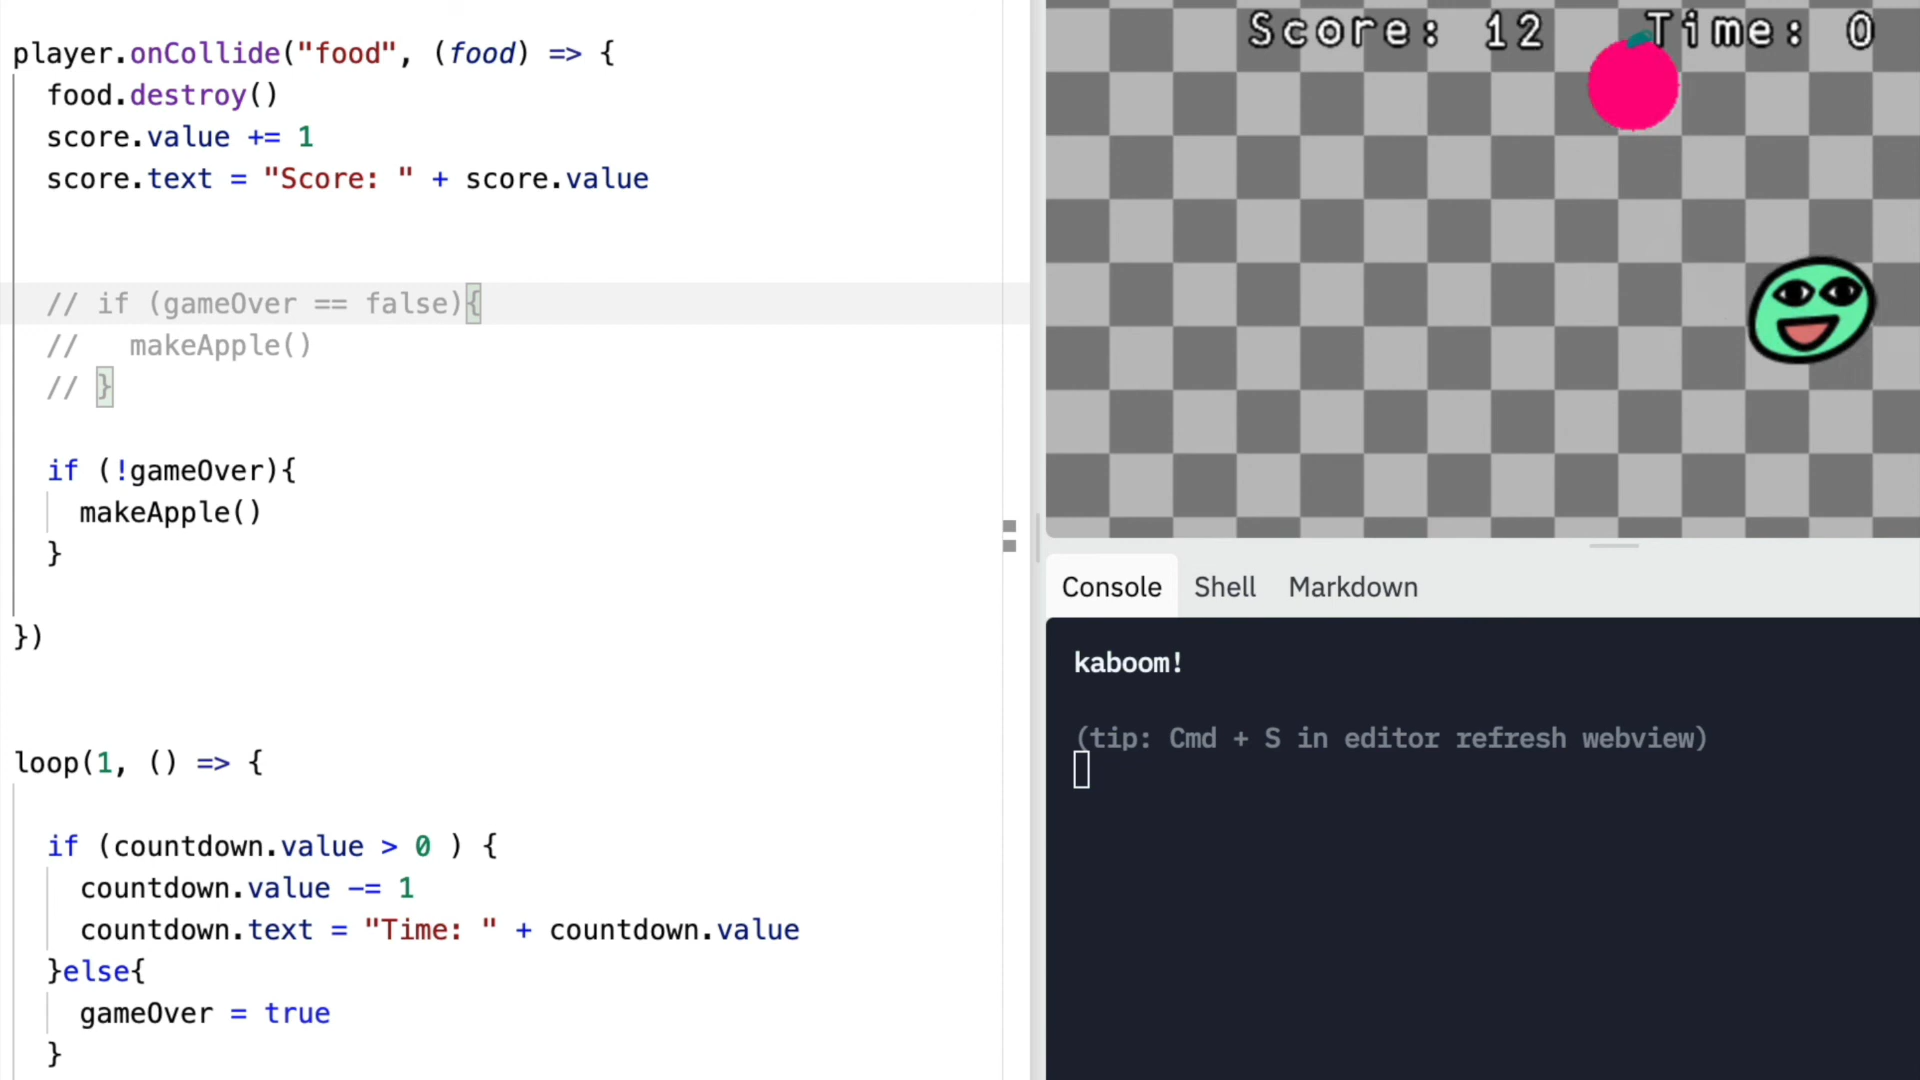 player.onCollide("food", (food) => {
food.destroy()
score.value += 1
score.text = "Score: " + score.value
// if (gameOver == false){
// makeApple()
// }
if (!gameOver){
makeApple()
}
})
loop(1, () => {
if (countdown.value > 0 ) {
countdown.value -= 1
countdown.text = "Time: " + countdown.value
}else{
gameOver = true
}
Score: 12 Time: 0
Console Shell Markdown
kaboom!
(tip: Cmd + S in editor refresh webview)